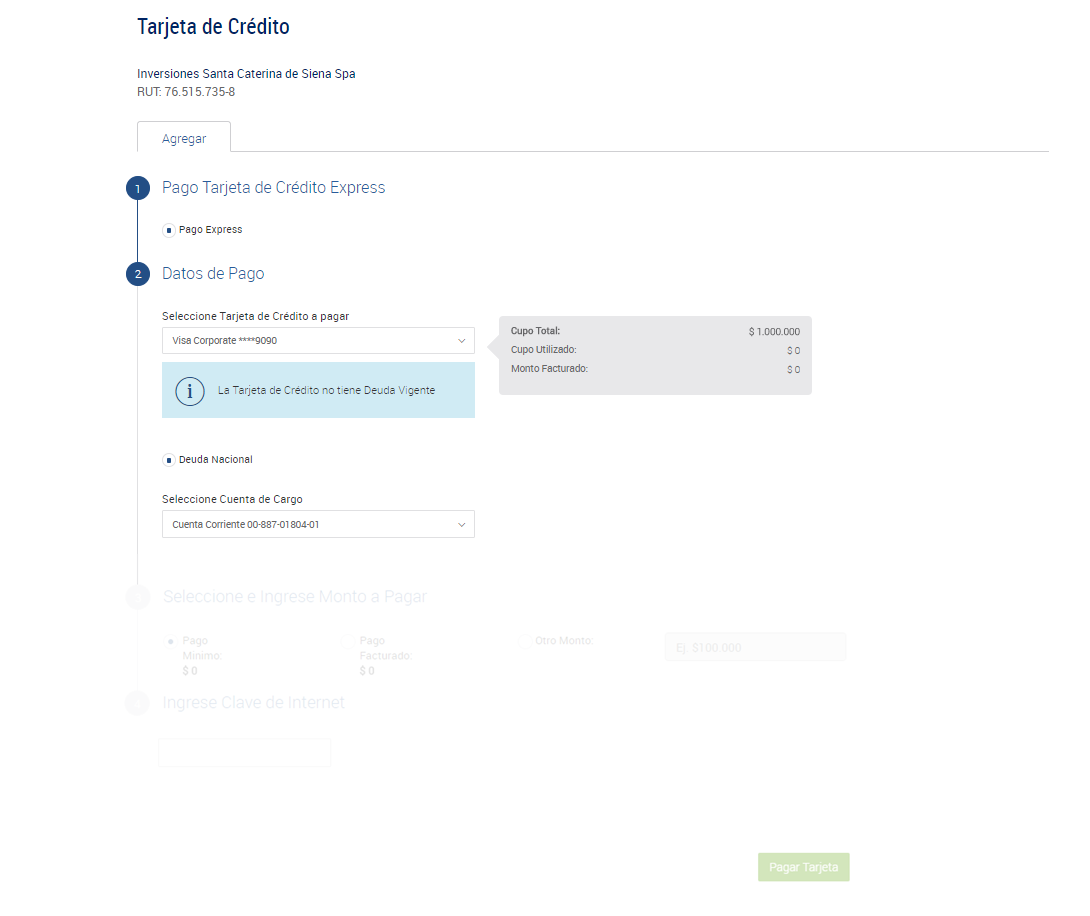 Tarjeta de Crédito
Inversiones Santa Caterina de Siena Spa
RUT: 76.515.735-8
Agregar
1 Pago Tarjeta de Crédito Express
Pago Express
2 Datos de Pago
Seleccione Tarjeta de Crédito a pagar
Visa Corporate ****9090
Cupo Total: $ 1.000.000
Cupo Utilizado: $ 0
Monto Facturado: $ 0
i La Tarjeta de Crédito no tiene Deuda Vigente
Deuda Nacional
Seleccione Cuenta de Cargo
Cuenta Corriente 00-887-01804-01
Seleccione e Ingrese Monto a Pagar
Pago Pago Otro Monto: Ej. $100.000
Mínimo: Facturado:
$ 0 $ 0
Ingrese Clave de Internet
Pagar Tarjeta